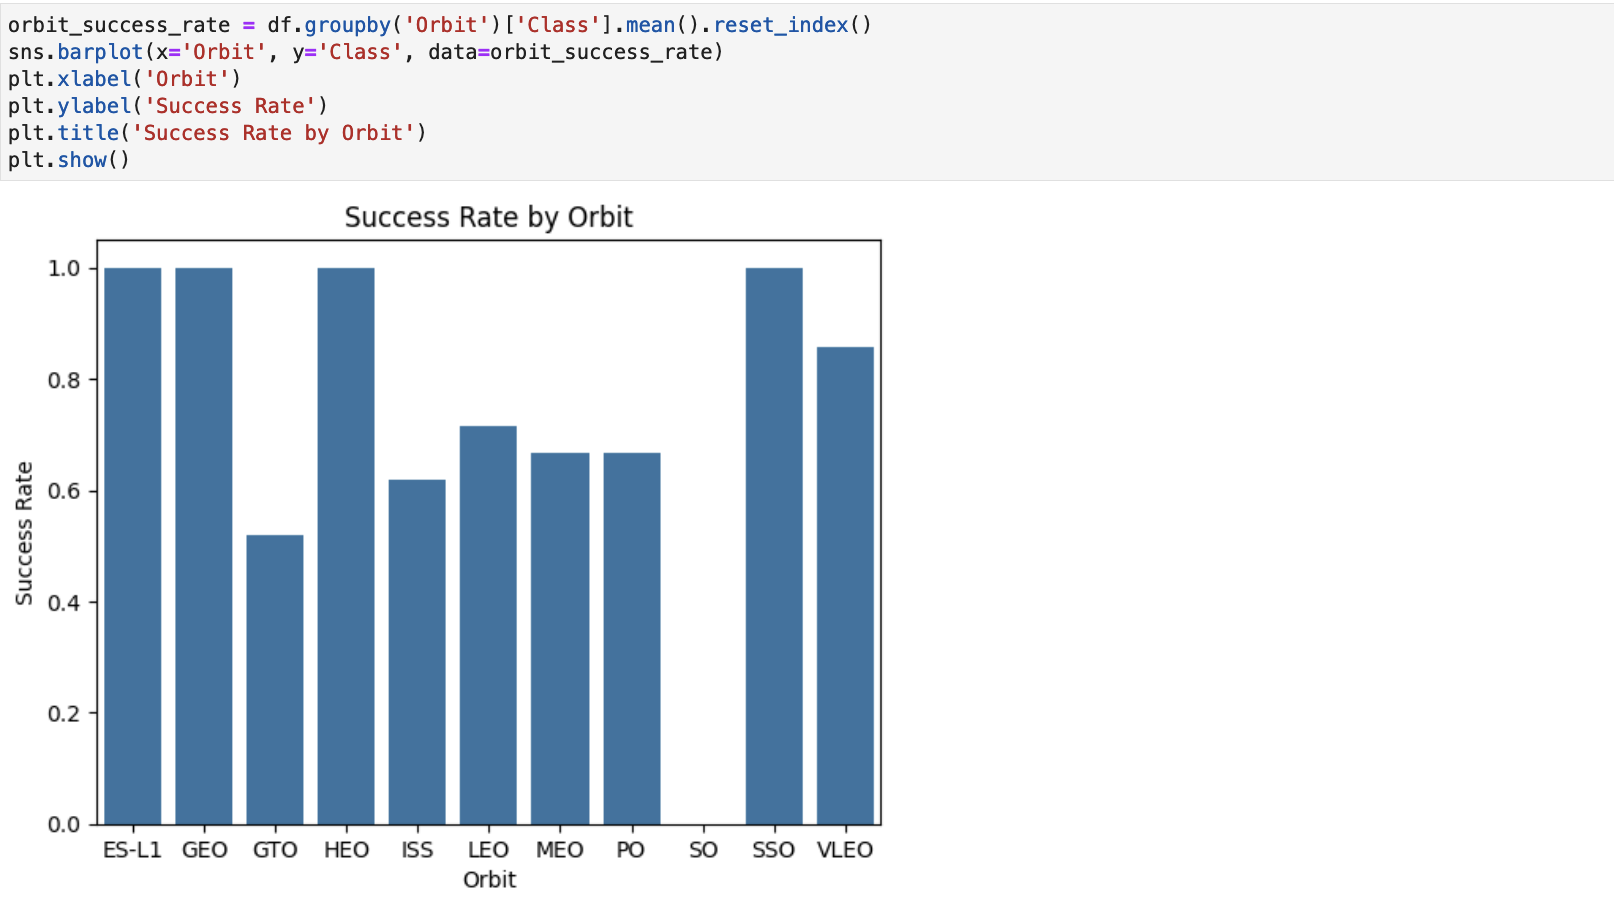 orbit_success_rate = df.groupby('Orbit')['Class'].mean().reset_index()
sns.barplot(x='Orbit', y='Class', data=orbit_success_rate)
plt.xlabel('Orbit')
plt.ylabel('Success Rate')
plt.title('Success Rate by Orbit')
plt.show()
Success Rate by Orbit
1.0
0.8
0.6
0.4
0.2
0.0
Success Rate
ES-L1 GEO GTO HEO ISS LEO MEO PO SO SSO VLEO
Orbit